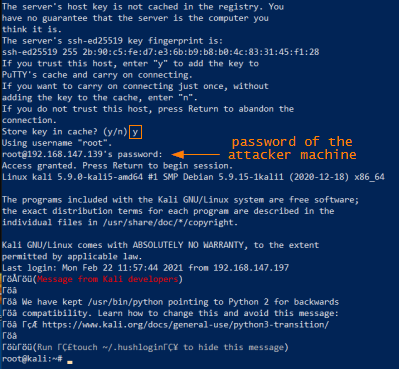 The server's host key is not cached in the registry. You
have no guarantee that the server is the computer you
think it is.
The server's ssh-ed25519 key fingerprint is:
ssh-ed25519 255 2b:90:c5:fe:d7:e3:6b:b9:b8:b0:4c:83:31:45:f1:28
If you trust this host, enter "y" to add the key to
PuTTY's cache and carry on connecting.
If you want to carry on connecting just once, without
adding the key to the cache, enter "n".
If you do not trust this host, press Return to abandon the
connection.
Store key in cache? (y/n) y
Using username "root".
password of the
root@192.168.147.139's password:
attacker machine
Access granted. Press Return to begin session.
Linux kali 5.9.0-kali5-amd64 #1 SMP Debian 5.9.15-1kali1 (2020-12-18) x86_64
The programs included with the Kali GNU/Linux system are free software;
the exact distribution terms for each program are described in the
individual files in /usr/share/doc/*/copyright.
Kali GNU/Linux comes with ABSOLUTELY NO WARRANTY, to the extent
permitted by applicable law.
Last login: Mon Feb 22 11:57:44 2021 from 192.168.147.197
ΓöÅΓöü(Message from Kali developers)
Γöâ
Γöâ We have kept /usr/bin/python pointing to Python 2 for backwards
Γöâ compatibility. Learn how to change this and avoid this message:
Γöâ ΓçÆ https://www.kali.org/docs/general-use/python3-transition/
Γöâ
ΓöùΓöü(Run ΓÇ£touch ~/.hushloginΓÇ¥ to hide this message)
root@kali:~#